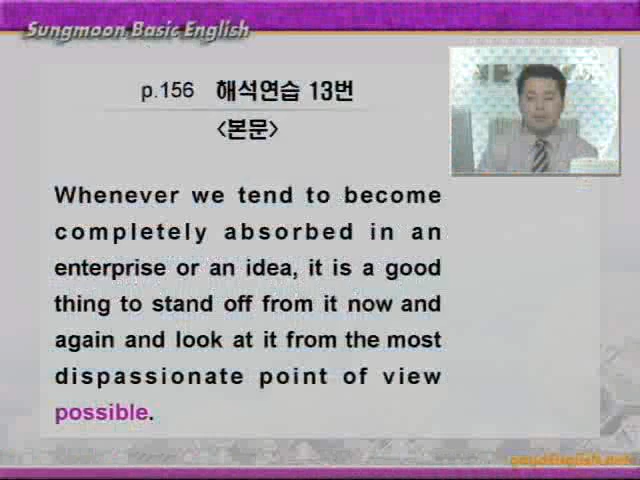 Sungmoon Basic English
p.156 해석연습 13번
<본문>
Whenever we tend to become
completely absorbed in an
enterprise or an idea, it is a good
thing to stand off from it now and
again and look at it from the most
dispassionate point of view
possible.